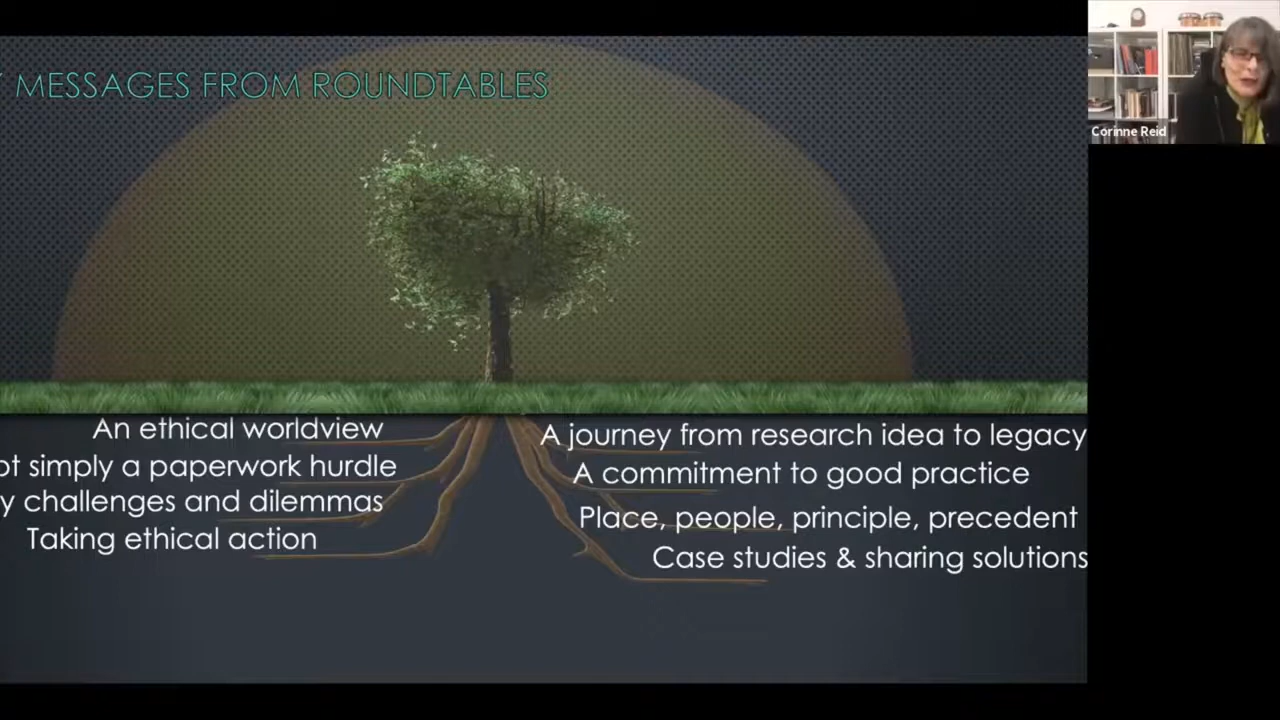 MESSAGES FROM ROUNDTABLES
Corinne Reid
An ethical worldview
simply a paperwork hurdle
challenges and dilemmas
Taking ethical action
A journey from research idea to legacy
A commitment to good practice
Place, people, principle, precedent
Case studies & sharing solutions